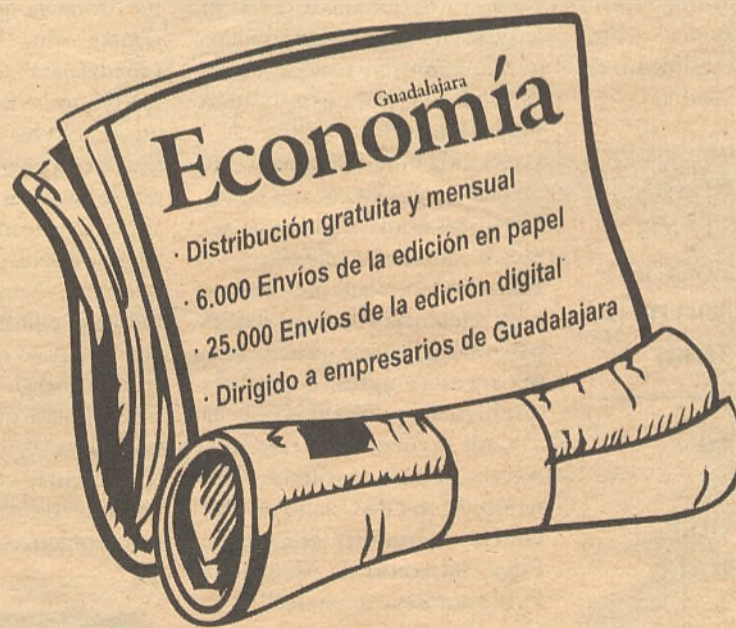 Guadalajara
Economía
· Distribución gratuita y mensual
· 6.000 Envíos de la edición en papel
· 25.000 Envíos de la edición digital
· Dirigido a empresarios de Guadalajara